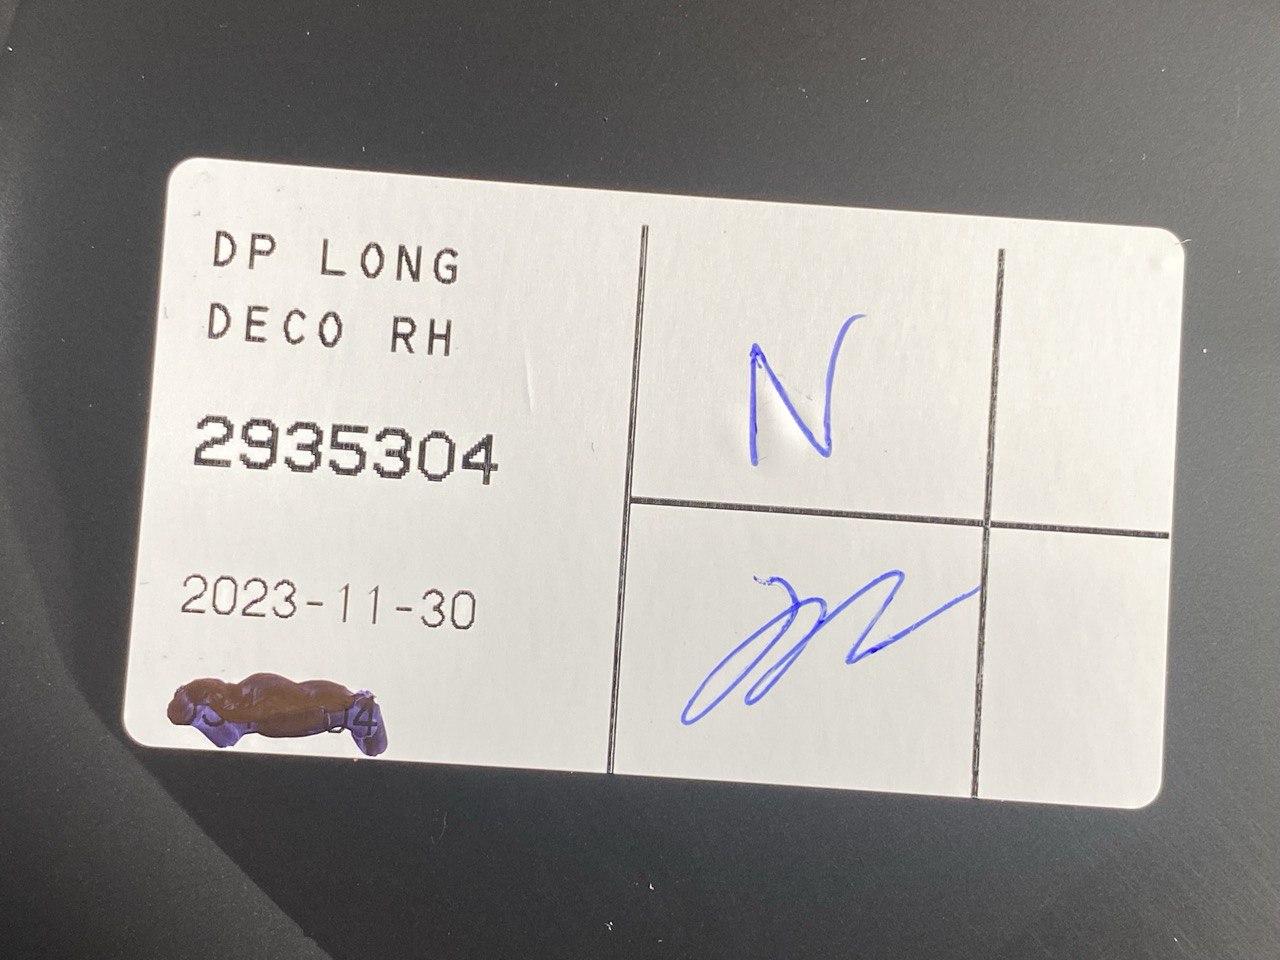 DP LONG
DECO RH
2935304
2023-11-30
N